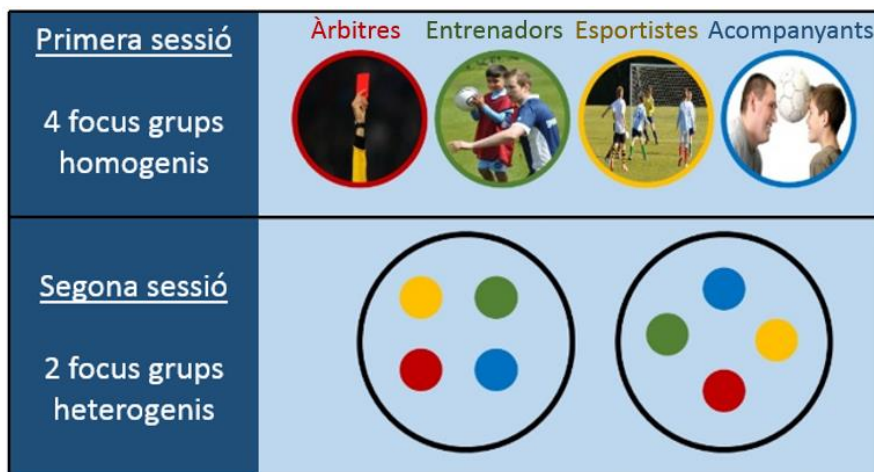 Primera sessió
4 focus grups
homogenis
Àrbitres
Entrenadors
Esportistes
Acompanyants
Segona sessió
2 focus grups
heterogenis